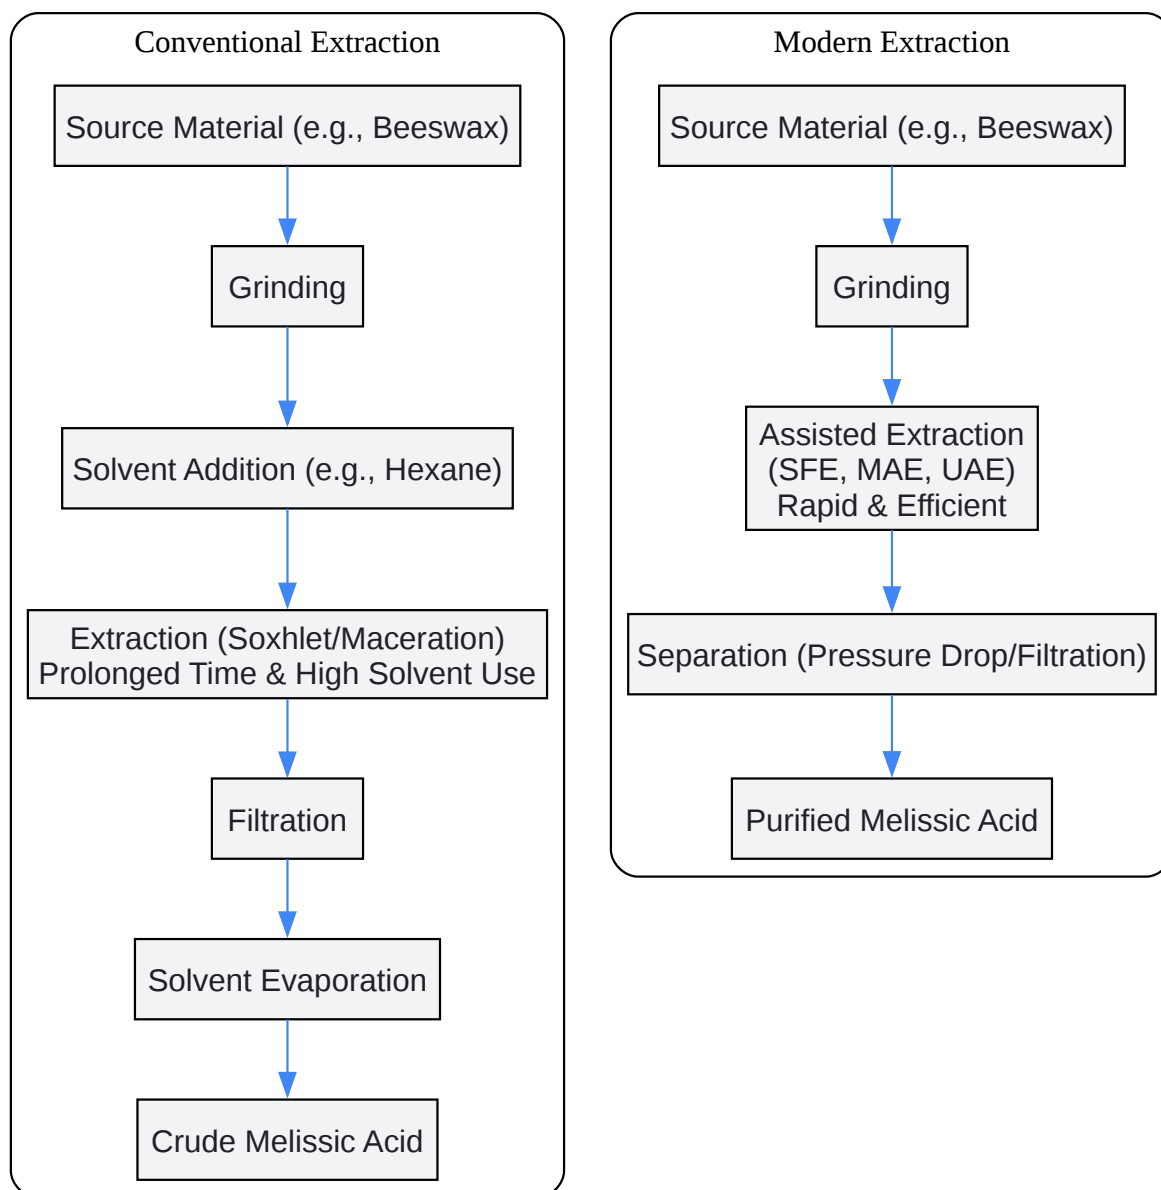 Conventional Extraction
Source Material (e.g., Beeswax)
Grinding
Solvent Addition (e.g., Hexane)
Extraction (Soxhlet/Maceration)
Prolonged Time & High Solvent Use
Filtration
Solvent Evaporation
Crude Melissic Acid
Modern Extraction
Source Material (e.g., Beeswax)
Grinding
Assisted Extraction
(SFE, MAE, UAE)
Rapid & Efficient
Separation (Pressure Drop/Filtration)
Purified Melissic Acid